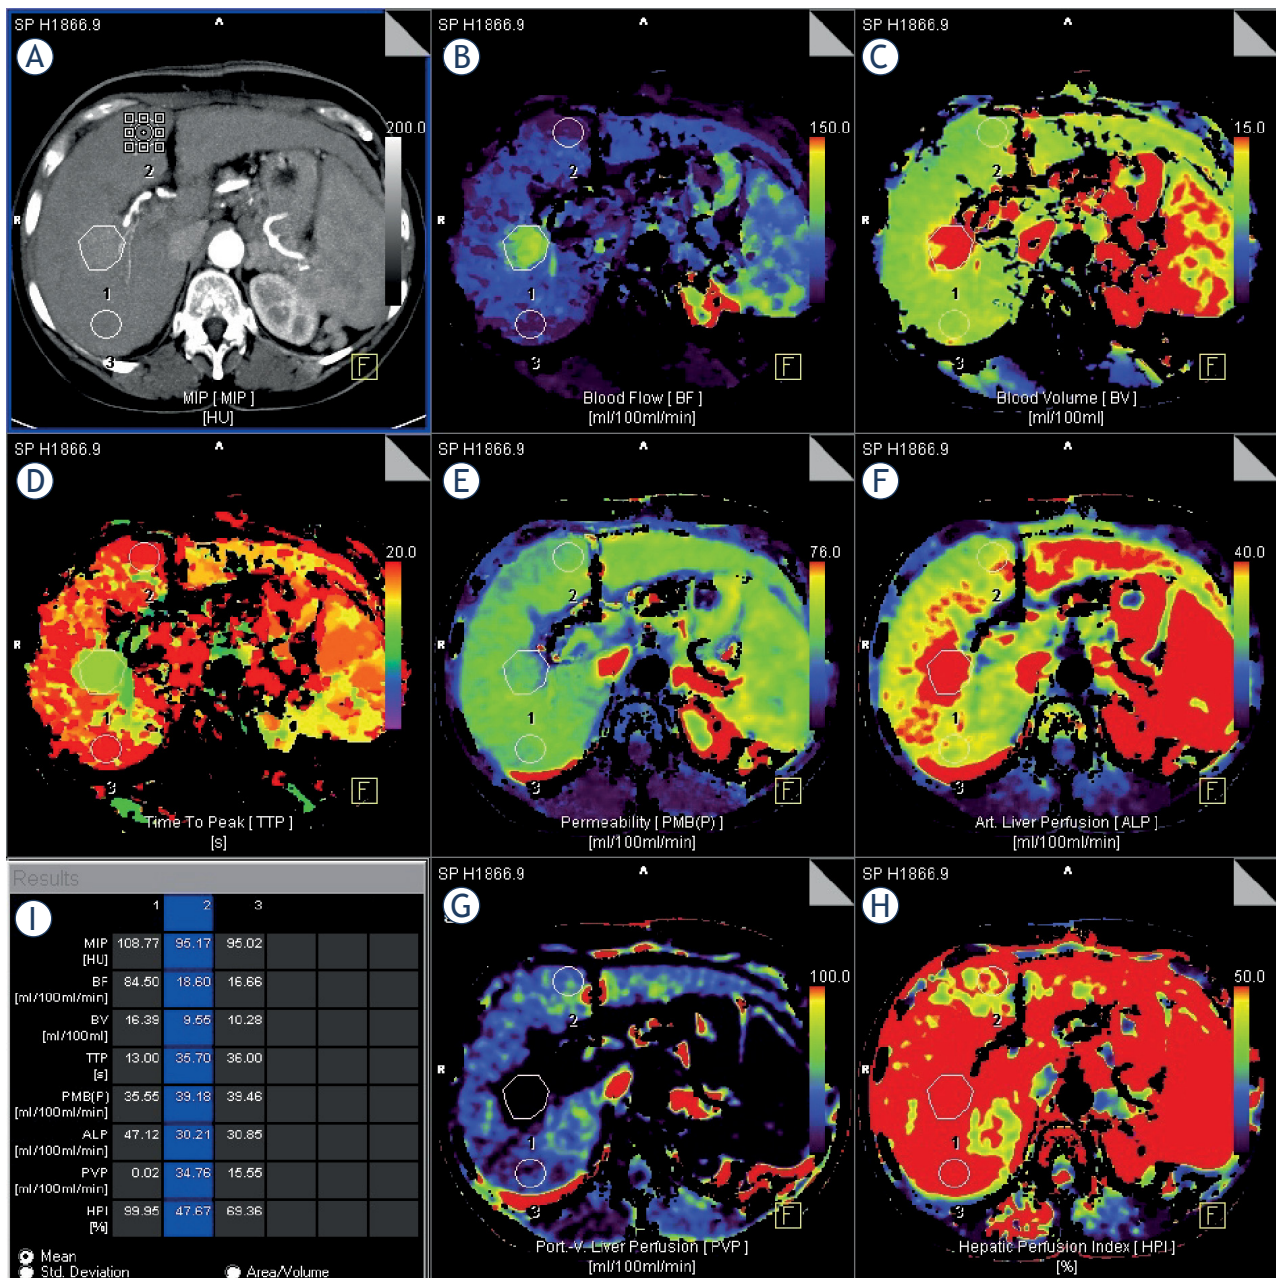 SP H1866.9
A
A
200.0
2
R
1
3
F
MIP [ MIP ]
[HU]
SP H1866.9
A
B
150.0
2
1
3
F
Blood Flow [ BF ]
[ml/100ml/min]
SP H1866.9
A
C
15.0
2
R
1
3
F
Blood Volume [ BV ]
[ml/100ml]
SP H1866.9
A
D
20.0
2
R
1
3
F
Time To Peak [ TTP ]
[s]
SP H1866.9
A
E
76.0
2
R
1
3
F
Permeability [ PMB(P) ]
[ml/100ml/min]
SP H1866.9
A
F
40.0
2
R
1
3
F
Art. Liver Perfusion [ ALP ]
[ml/100ml/min]
Results
I
1 2 3
MIP 108.77 95.17 95.02
[HU]
BF 84.50 18.60 16.66
[ml/100ml/min]
BV 16.39 9.55 10.28
[ml/100ml]
TTP 13.00 35.70 36.00
[s]
PMB(P) 35.55 39.18 39.46
[ml/100ml/min]
ALP 47.12 30.21 30.85
[ml/100ml/min]
PVP 0.02 34.76 15.55
[ml/100ml/min]
HPI 99.95 47.67 69.36
[%]
Mean
Std. Deviation Area/Volume
SP H1866.9
A
G
100.0
2
R
1
3
F
Port.-V. Liver Perfusion [ PVP ]
[ml/100ml/min]
SP H1866.9
A
H
50.0
2
R
1
3
F
Hepatic Perfusion Index [ HPI ]
[%]